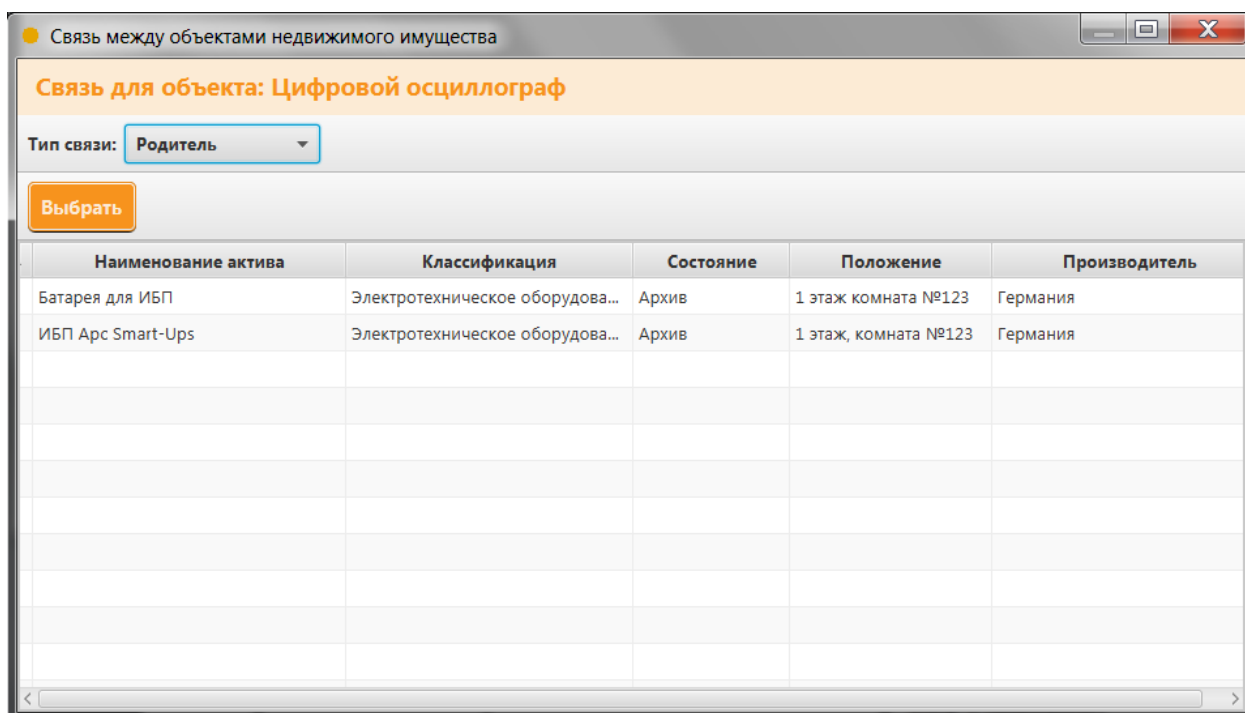 Связь между объектами недвижимого имущества
Связь для объекта: Цифровой осциллограф
Тип связи: Родитель
Выбрать
Наименование актива Классификация Состояние Положение Производитель
Батарея для ИБП Электротехническое оборудова... Архив 1 этаж комната №123 Германия
ИБП Apc Smart-Ups Электротехническое оборудова... Архив 1 этаж, комната №123 Германия